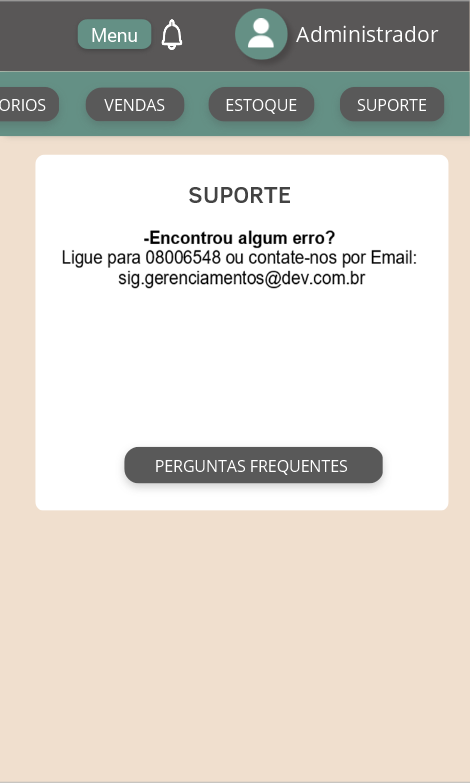 Menu
Administrador
ORIOS
VENDAS
ESTOQUE
SUPORTE
SUPORTE
-Encontrou algum erro?
Ligue para 08006548 ou contate-nos por Email:
sig.gerenciamentos@dev.com.br
PERGUNTAS FREQUENTES